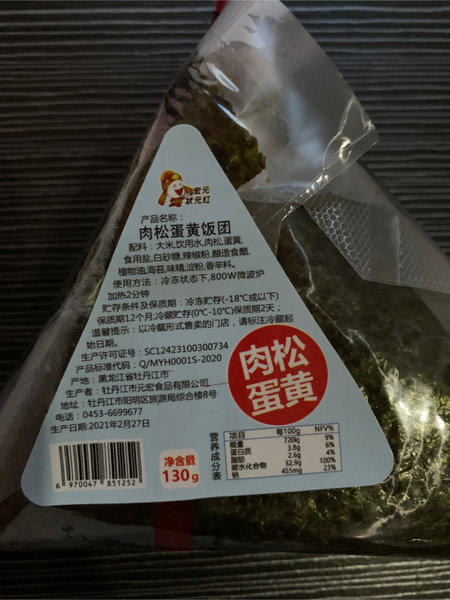 宏元
状元红
产品名称:
肉松蛋黄饭团
配料: 大米,饮用水,肉松,蛋黄,
食用盐,白砂糖,辣椒粉,酿造食醋,
植物油,海苔,味精,淀粉,香辛料。
使用方法: 冷冻状态下,800W微波炉
加热2分钟
贮存条件及保质期: 冷冻贮存(-18℃或以下)
保质期12个月;冷藏贮存(0℃-10℃)保质期2天;
温馨提示: 以冷藏形式售卖的门店, 请标注冷藏起
始日期。
生产许可证号: SC12423100300734
产品标准代码: Q/MYH0001S-2020
产地: 黑龙江省牡丹江市
生产者: 牡丹江市元宏食品有限公司
地址: 牡丹江市阳明区旅游局综合楼8号
电话: 0453-6699677
生产日期:2021年2月27日
肉松
蛋黄
6 970047 851252
净含量
130g
营养成分表
项目 每100g NFV%
能量 720kj 9%
蛋白质 3.8g 6%
脂肪 2.6g 4%
碳水化合物 32.9g 100%
钠 455mg 23%